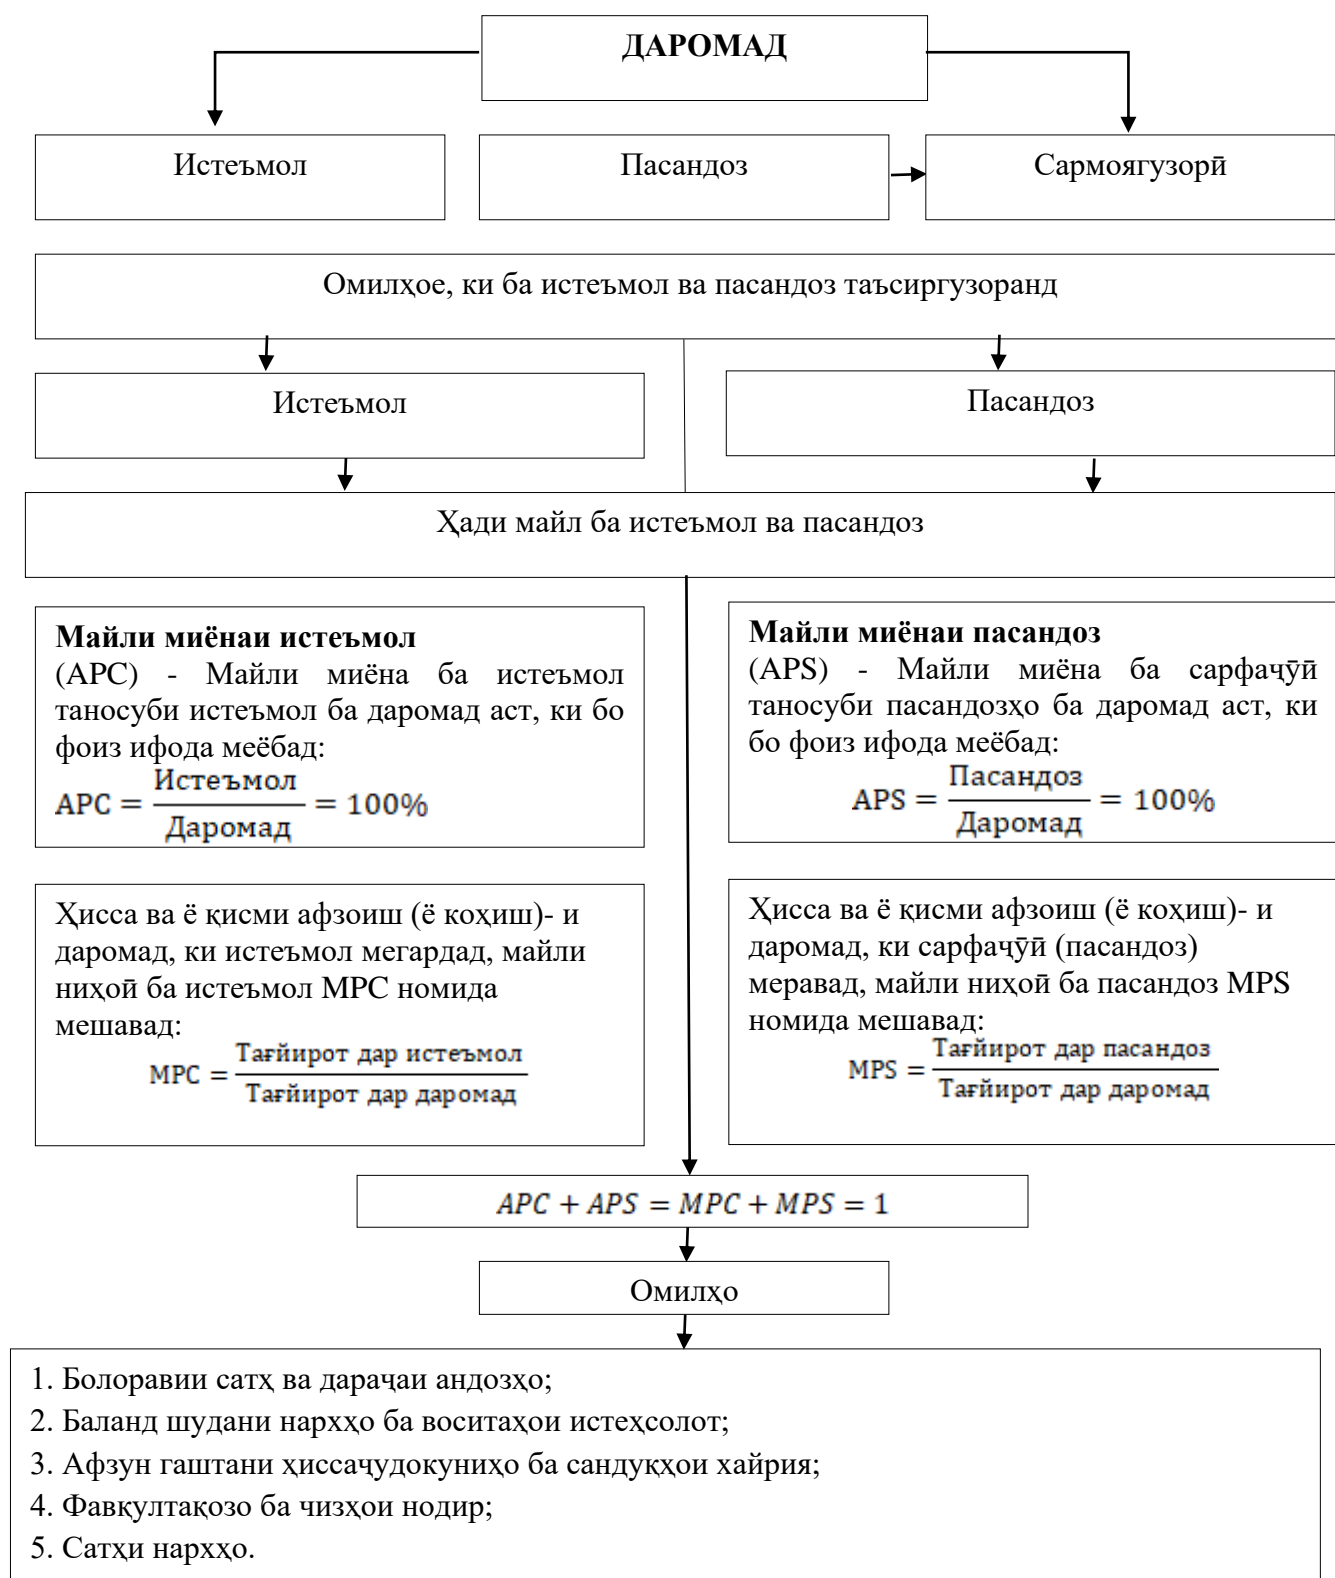 ДАРОМАД
Истеъмол
Пасандоз
Сармоягузорӣ
Омилҳое, ки ба истеъмол ва пасандоз таъсиргузоранд
Истеъмол
Пасандоз
Ҳади майл ба истеъмол ва пасандоз
Майли миёнаи истеъмол
(APC) - Майли миёна ба истеъмол
таносуби истеъмол ба даромад аст, ки бо
фоиз ифода меёбад:
APC = Истеъмол / Даромад = 100%
Майли миёнаи пасандоз
(APS) - Майли миёна ба сарфаҷӯӣ
таносуби пасандозҳо ба даромад аст, ки
бо фоиз ифода меёбад:
APS = Пасандоз / Даромад = 100%
Ҳисса ва ё қисми афзоиш (ё коҳиш)- и
даромад, ки истеъмол мегардад, майли
ниҳоӣ ба истеъмол MPC номида
мешавад:
MPC = Тағйирот дар истеъмол / Тағйирот дар даромад
Ҳисса ва ё қисми афзоиш (ё коҳиш)- и
даромад, ки сарфаҷӯӣ (пасандоз)
меравад, майли ниҳоӣ ба пасандоз MPS
номида мешавад:
MPS = Тағйирот дар пасандоз / Тағйирот дар даромад
APC + APS = MPC + MPS = 1
Омилҳо
1. Болоравии сатҳ ва дараҷаи андозҳо;
2. Баланд шудани нархҳо ба воситаҳои истеҳсолот;
3. Афзун гаштани ҳиссаҷудокуниҳо ба сандуқҳои хайрия;
4. Фавқултақозо ба чизҳои нодир;
5. Сатҳи нархҳо.